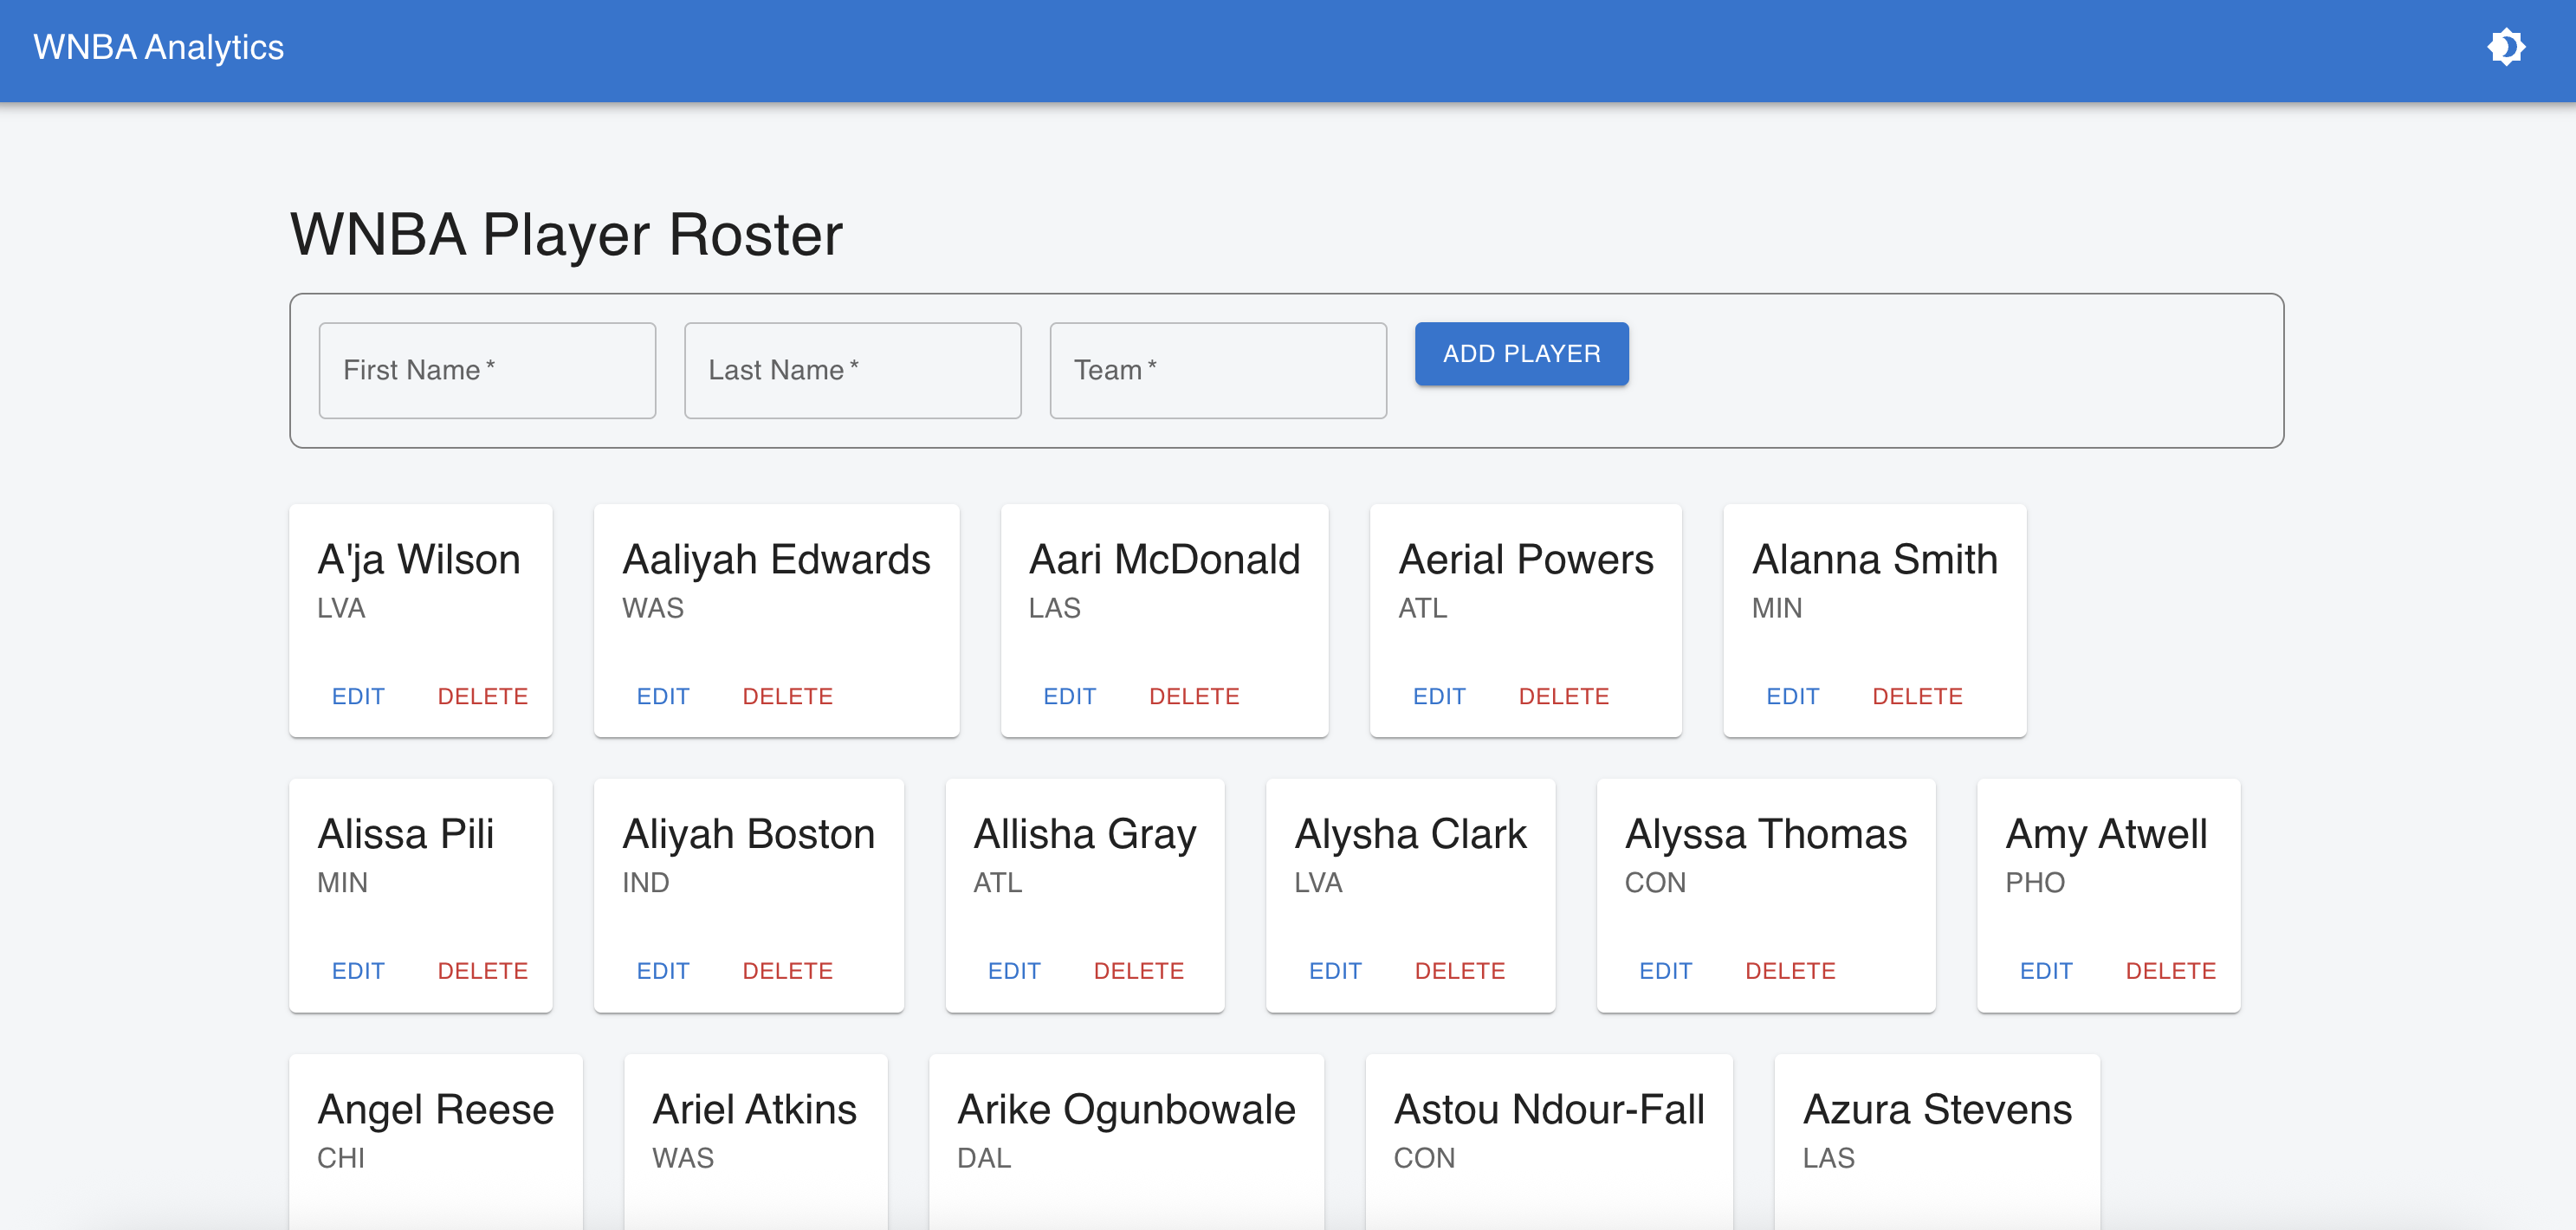 WNBA Analytics
WNBA Player Roster
First Name *
Last Name *
Team *
ADD PLAYER
A'ja Wilson
LVA
EDIT DELETE
Aaliyah Edwards
WAS
EDIT DELETE
Aari McDonald
LAS
EDIT DELETE
Aerial Powers
ATL
EDIT DELETE
Alanna Smith
MIN
EDIT DELETE
Alissa Pili
MIN
EDIT DELETE
Aliyah Boston
IND
EDIT DELETE
Allisha Gray
ATL
EDIT DELETE
Alysha Clark
LVA
EDIT DELETE
Alyssa Thomas
CON
EDIT DELETE
Amy Atwell
PHO
EDIT DELETE
Angel Reese
CHI
Ariel Atkins
WAS
Arike Ogunbowale
DAL
Astou Ndour-Fall
CON
Azura Stevens
LAS